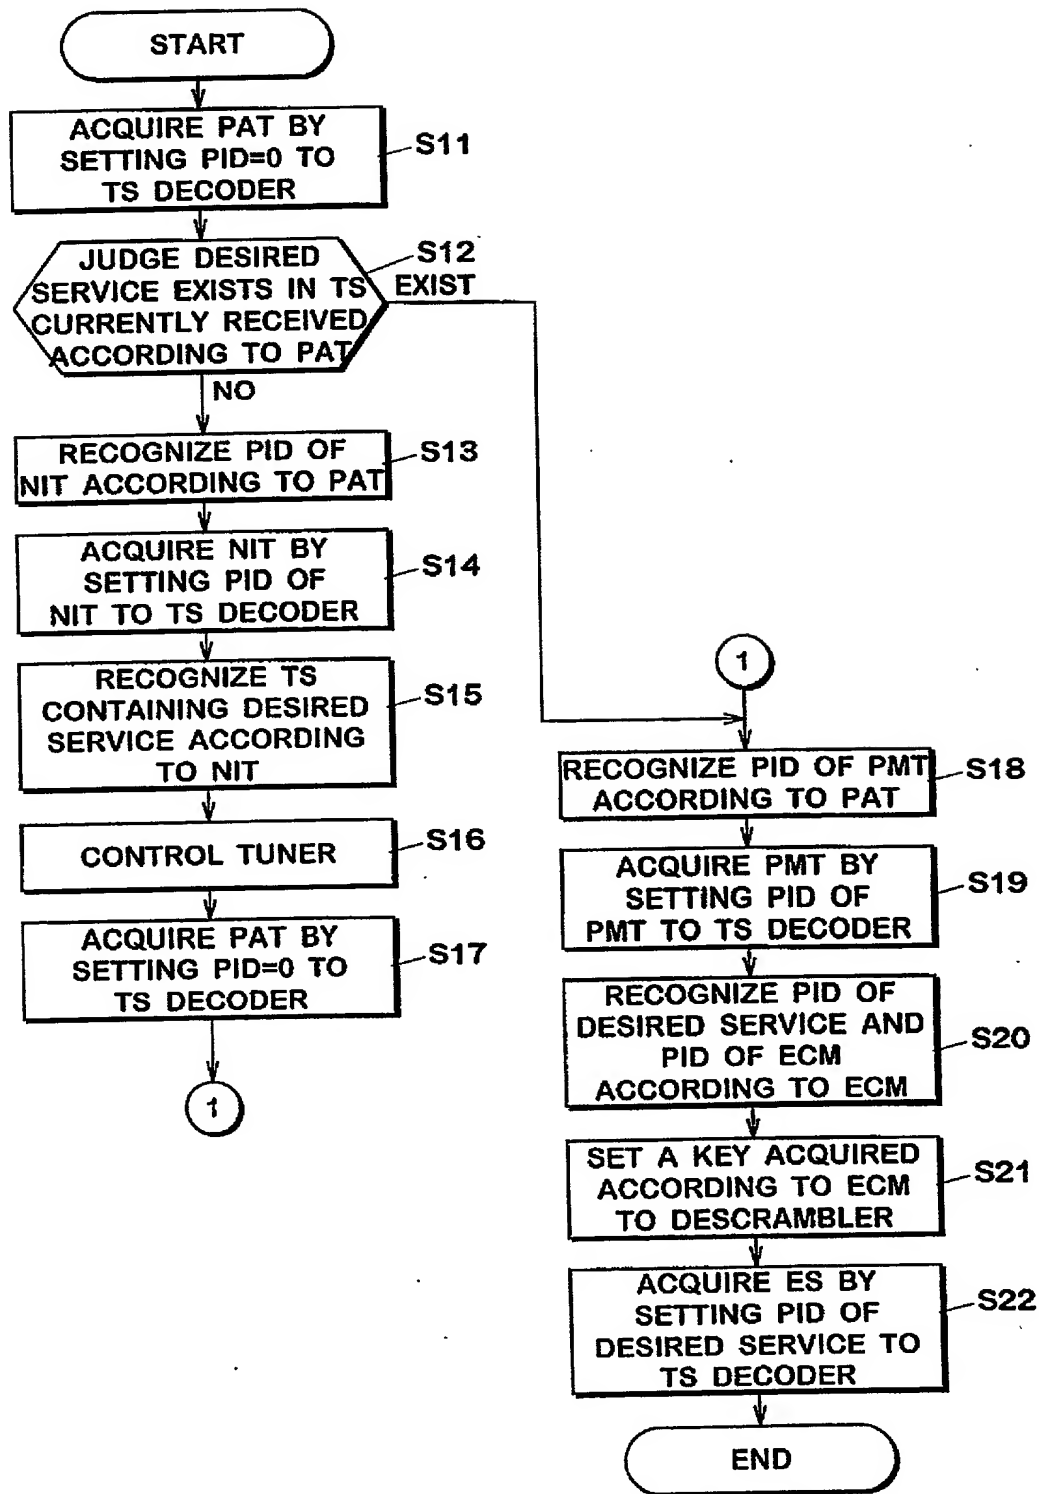 START
ACQUIRE PAT BY
SETTING PID=0 TO
TS DECODER
S11
JUDGE DESIRED
SERVICE EXISTS IN TS
CURRENTLY RECEIVED
ACCORDING TO PAT
S12
EXIST
NO
RECOGNIZE PID OF
NIT ACCORDING TO PAT
S13
ACQUIRE NIT BY
SETTING PID OF
NIT TO TS DECODER
S14
RECOGNIZE TS
CONTAINING DESIRED
SERVICE ACCORDING
TO NIT
S15
CONTROL TUNER
S16
ACQUIRE PAT BY
SETTING PID=0 TO
TS DECODER
S17
1
1
RECOGNIZE PID OF PMT
ACCORDING TO PAT
S18
ACQUIRE PMT BY
SETTING PID OF
PMT TO TS DECODER
S19
RECOGNIZE PID OF
DESIRED SERVICE AND
PID OF ECM
ACCORDING TO ECM
S20
SET A KEY ACQUIRED
ACCORDING TO ECM
TO DESCRAMBLER
S21
ACQUIRE ES BY
SETTING PID OF
DESIRED SERVICE TO
TS DECODER
S22
END